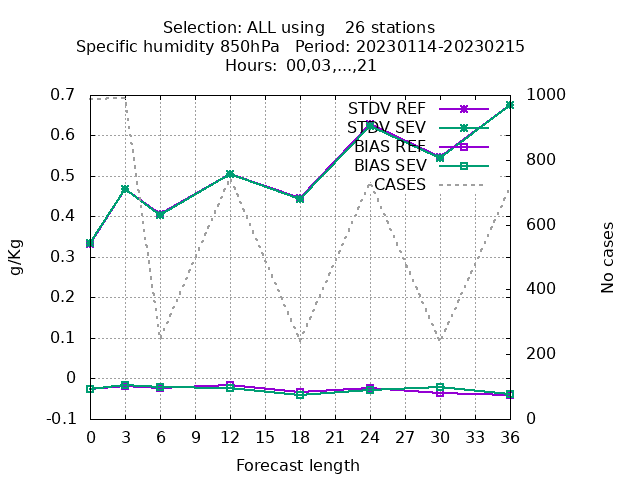 Selection: ALL using    26 stations
Specific humidity 850hPa   Period: 20230114-20230215
Hours: 00,03,...,21
STDV REF
STDV SEV
BIAS REF
BIAS SEV
CASES
0.7
0.6
0.5
0.4
0.3
0.2
0.1
0
-0.1
g/Kg
1000
800
600
400
200
0
No cases
0 3 6 9 12 15 18 21 24 27 30 33 36
Forecast length